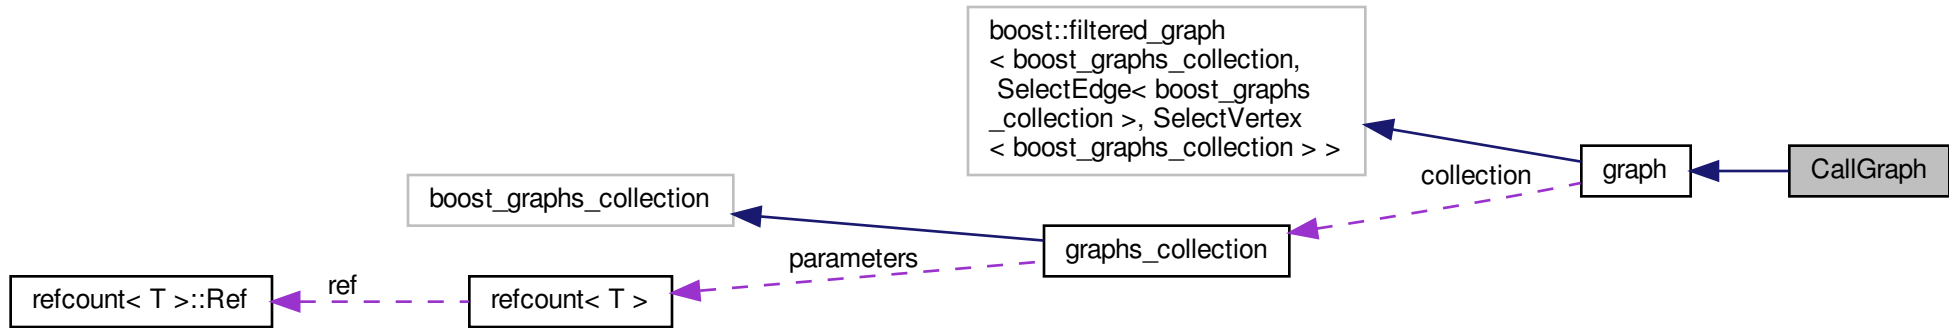 boost::filtered_graph
< boost_graphs_collection,
SelectEdge< boost_graphs
_collection >, SelectVertex
< boost_graphs_collection > >
collection
graph
CallGraph
boost_graphs_collection
graphs_collection
parameters
refcount< T >::Ref
ref
refcount< T >